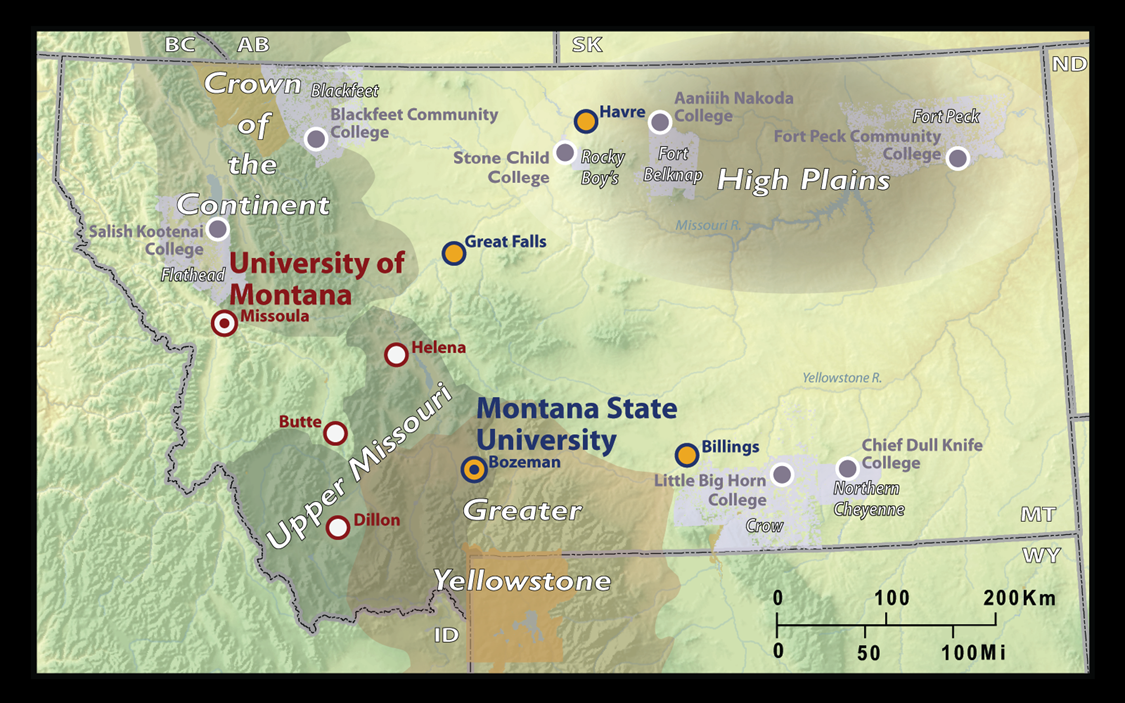 BC
AB
SK
ND
Crown
of
the
Continent
Blackfeet
Blackfeet Community
College
Havre
Aaniiih Nakoda
College
Fort Peck
Fort Peck Community
College
Stone Child
College
Rocky
Boy's
Fort
Belknap
High Plains
Missouri R.
Salish Kootenai
College
Flathead
Great Falls
University of
Montana
Missoula
Helena
Yellowstone R.
Butte
Upper Missouri
Montana State
University
Bozeman
Billings
Chief Dull Knife
College
Little Big Horn
College
Northern
Cheyenne
Crow
Dillon
Greater
Yellowstone
MT
WY
ID
0 100 200Km
0 50 100Mi